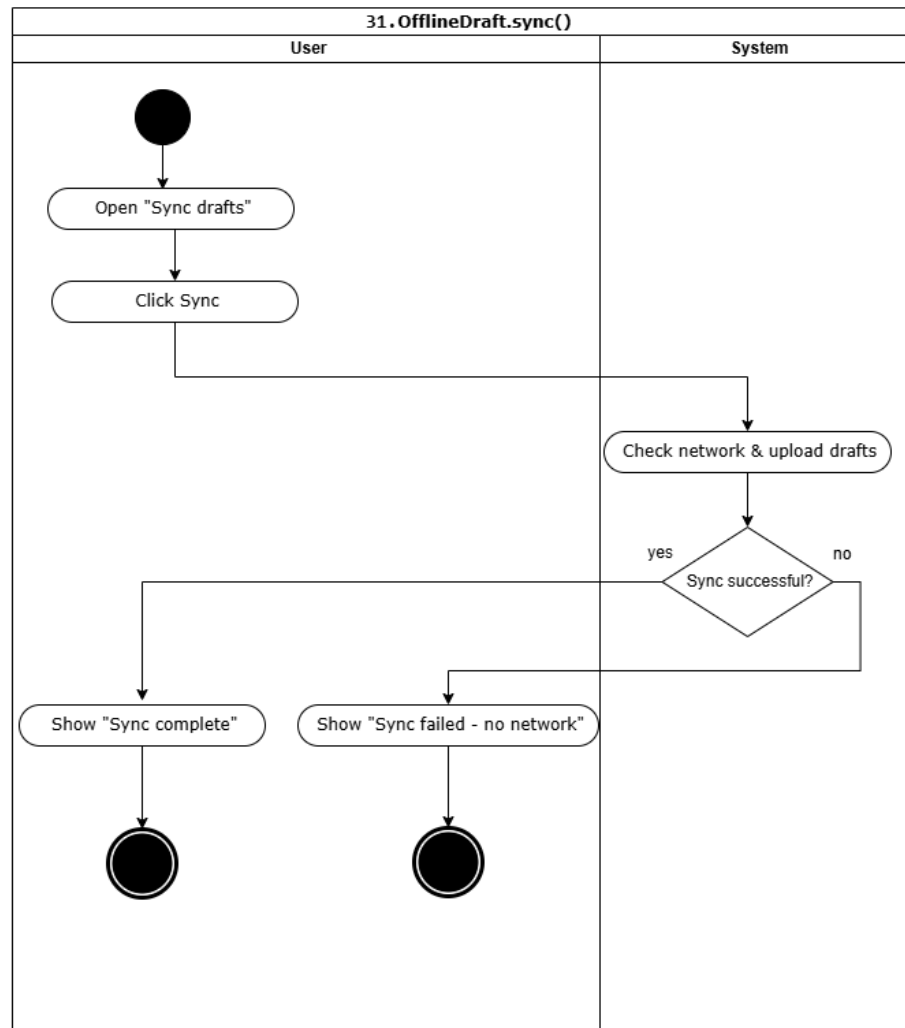 31.OfflineDraft.sync()
User
System
Open "Sync drafts"
Click Sync
Check network & upload drafts
yes
no
Sync successful?
Show "Sync complete"
Show "Sync failed - no network"